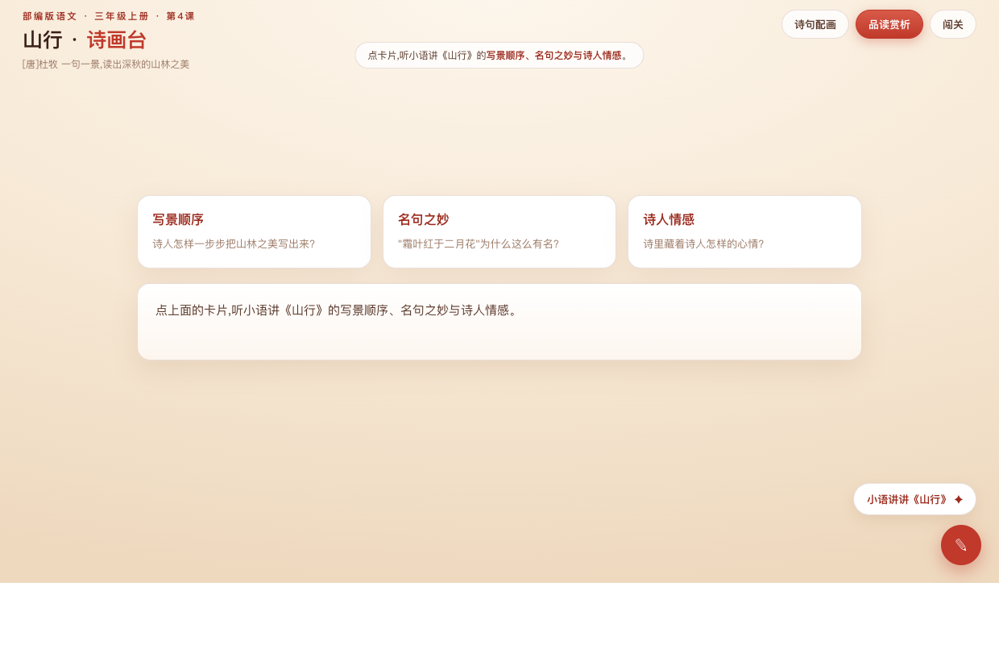 部编版语文 · 三年级上册 · 第4课
山行 · 诗画台
[唐]杜牧 一句一景,读出深秋的山林之美
诗句配画
品读赏析
闯关
点卡片,听小语讲《山行》的写景顺序、名句之妙与诗人情感。
写景顺序
诗人怎样一步步把山林之美写出来?
名句之妙
"霜叶红于二月花"为什么这么有名?
诗人情感
诗里藏着诗人怎样的心情?
点上面的卡片,听小语讲《山行》的写景顺序、名句之妙与诗人情感。
小语讲讲《山行》 ✦